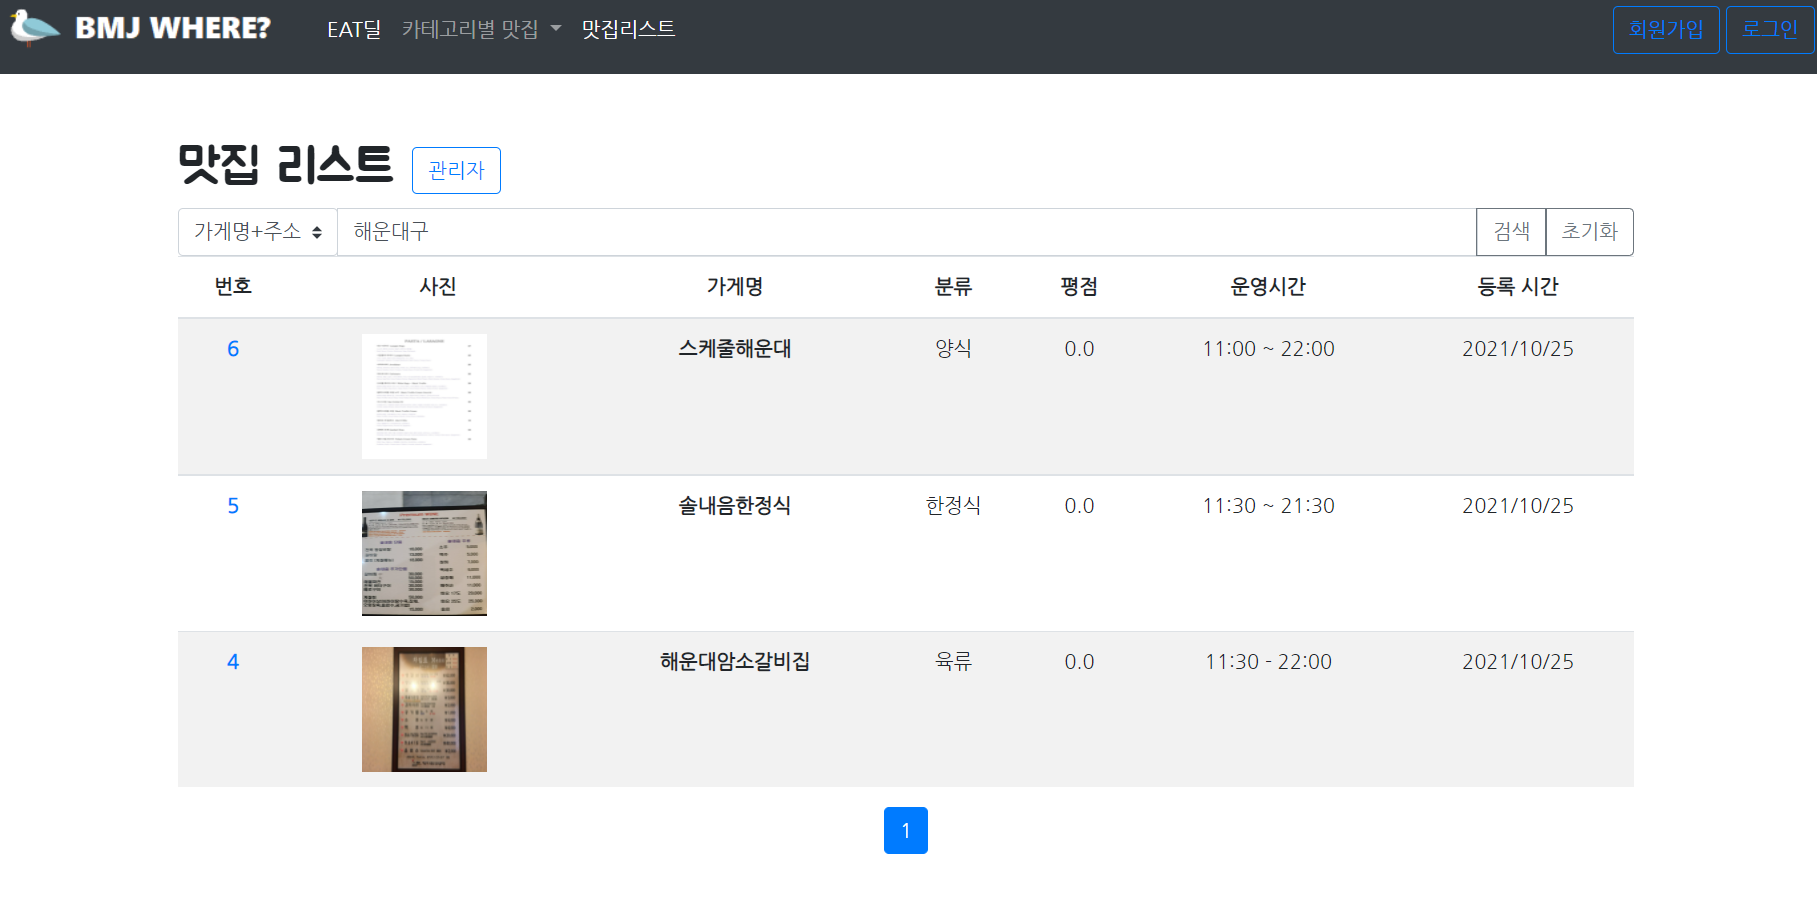 BMJ WHERE? EAT딜 카테고리별 맛집 맛집리스트 회원가입 로그인
맛집 리스트 관리자
가게명+주소 해운대구 검색 초기화
번호 사진 가게명 분류 평점 운영시간 등록 시간
6 스케줄해운대 양식 0.0 11:00 ~ 22:00 2021/10/25
5 솔내음한정식 한정식 0.0 11:30 ~ 21:30 2021/10/25
4 해운대암소갈비집 육류 0.0 11:30 - 22:00 2021/10/25
1